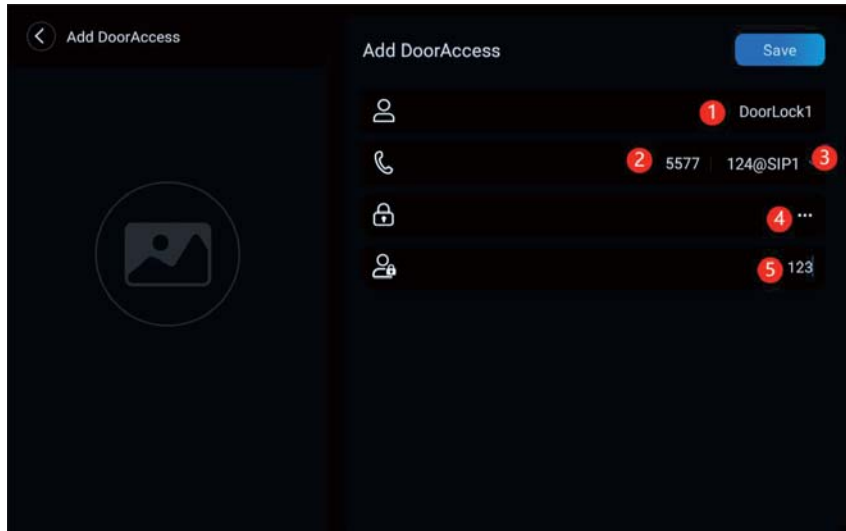 Add DoorAccess
Add DoorAccess
Save
1 DoorLock1
2 5577 124@SIP1 3
4 •••
5 123